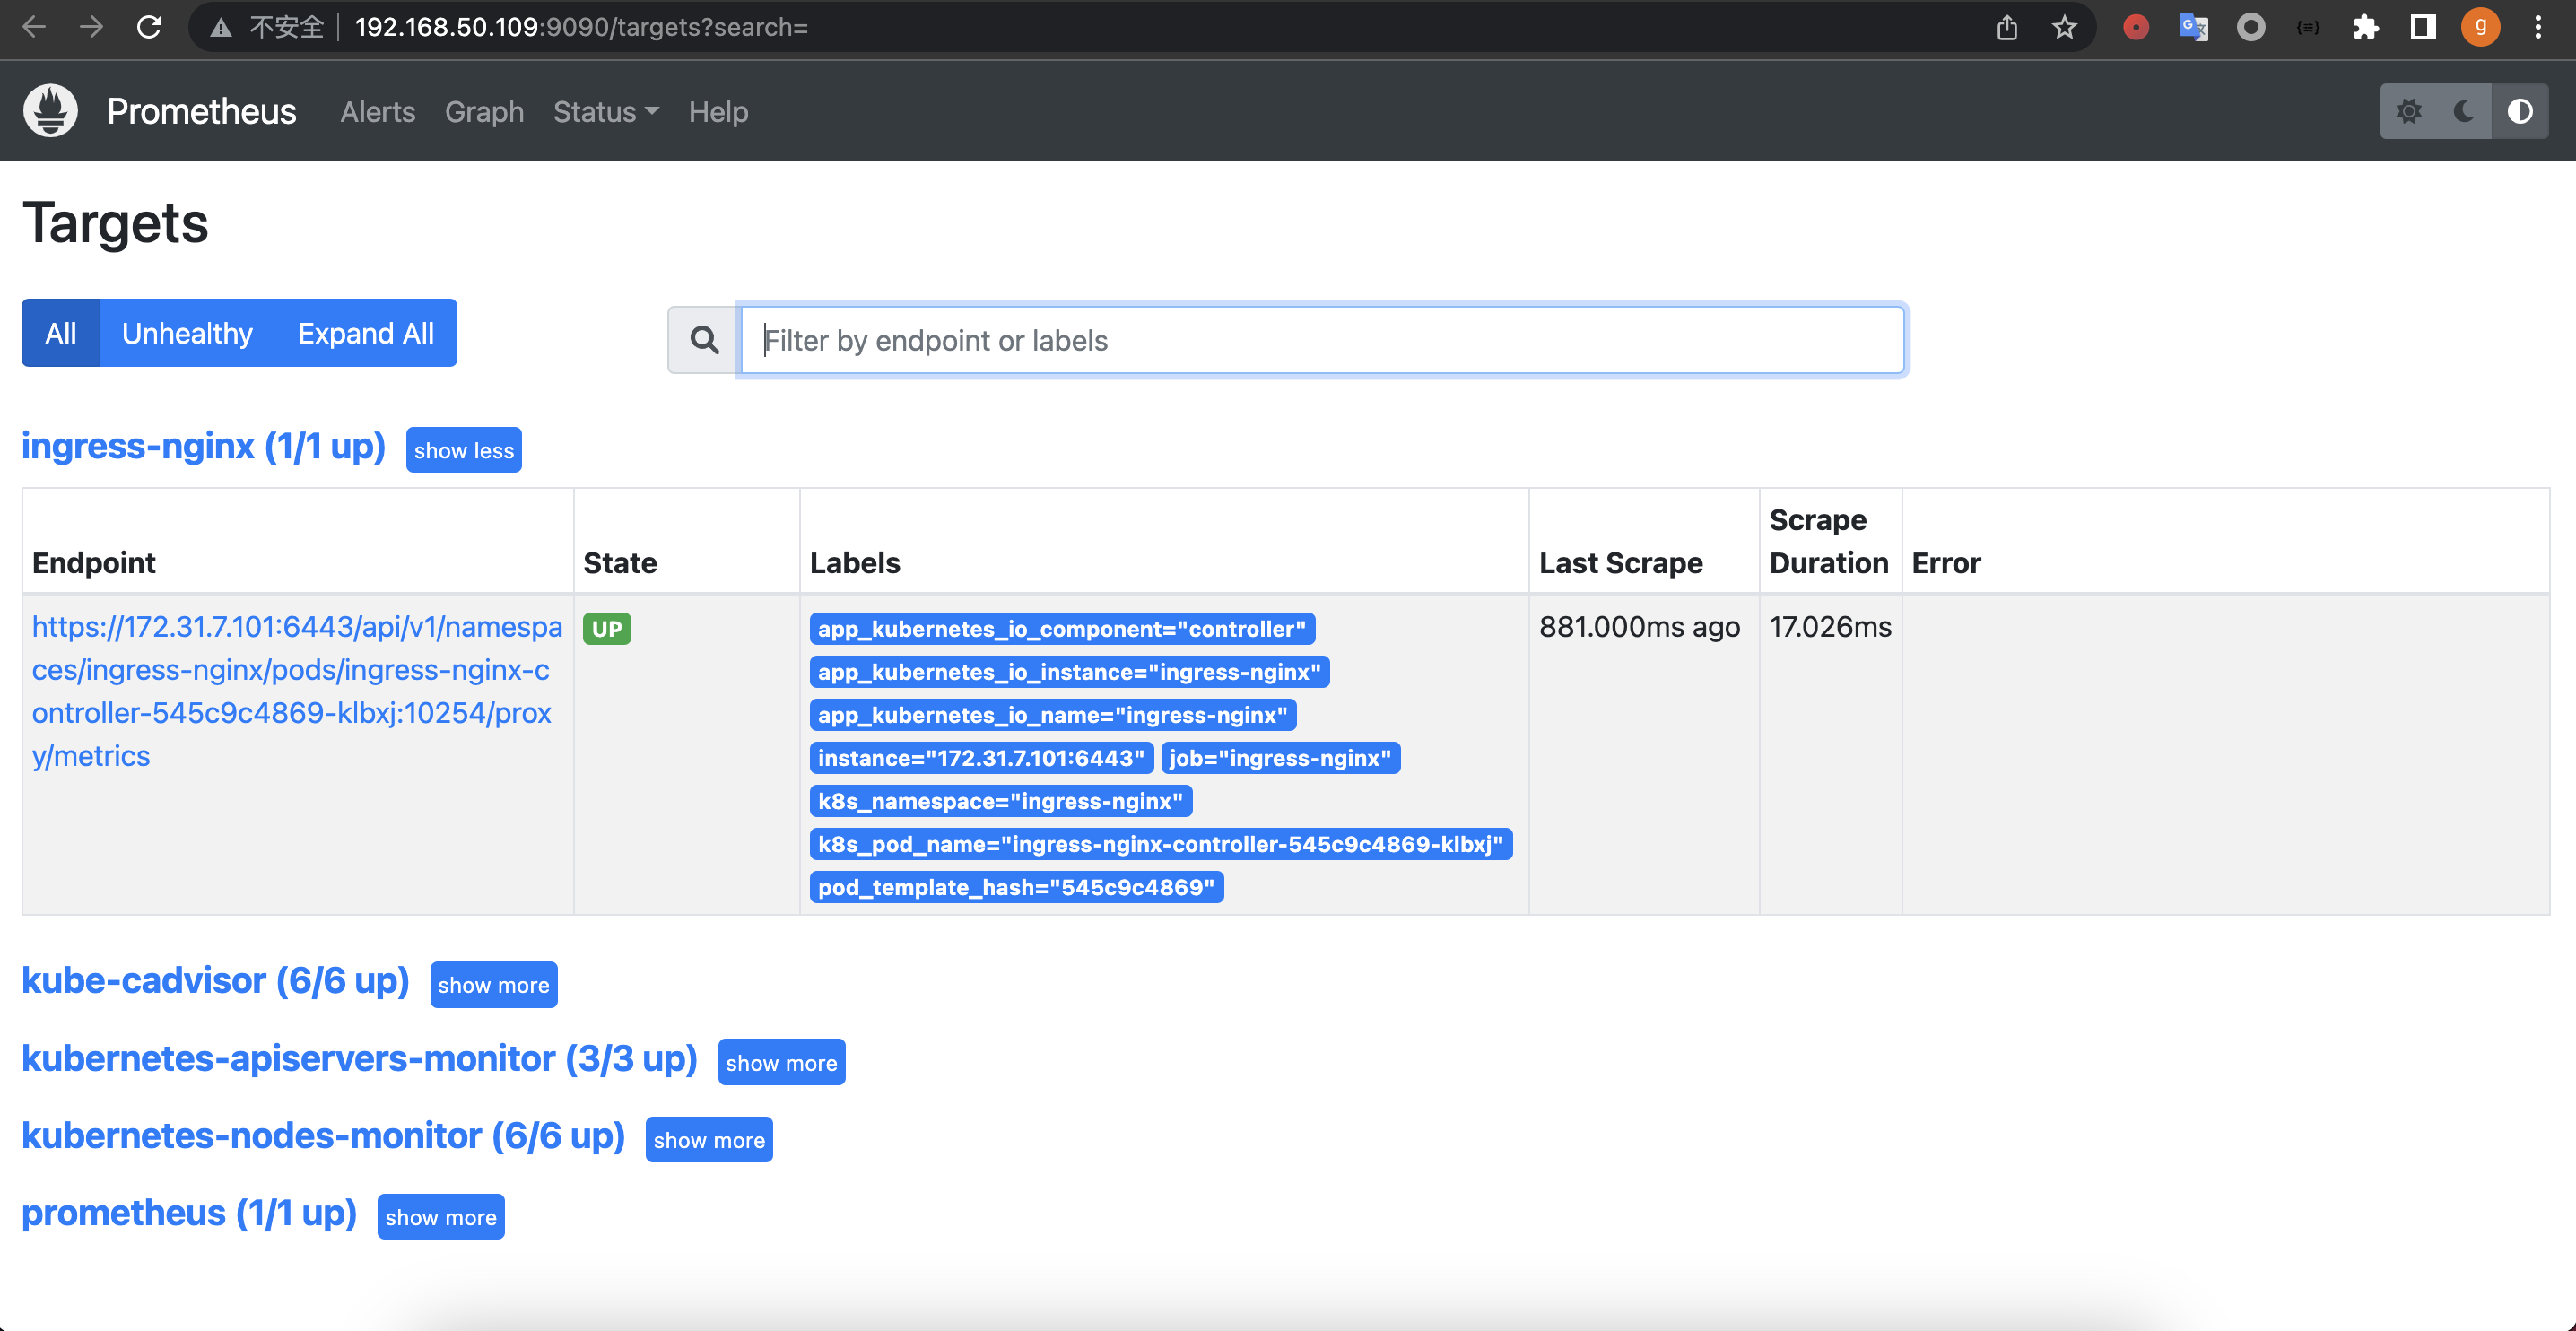 不安全 192.168.50.109:9090/targets?search=
g
Prometheus Alerts Graph Status Help
Targets
All Unhealthy Expand All
Filter by endpoint or labels
ingress-nginx (1/1 up) show less
Endpoint State Labels Last Scrape Scrape Duration Error
https://172.31.7.101:6443/api/v1/namespa
ces/ingress-nginx/pods/ingress-nginx-c
ontroller-545c9c4869-klbxj:10254/prox
y/metrics
UP
app_kubernetes_io_component="controller"
app_kubernetes_io_instance="ingress-nginx"
app_kubernetes_io_name="ingress-nginx"
instance="172.31.7.101:6443" job="ingress-nginx"
k8s_namespace="ingress-nginx"
k8s_pod_name="ingress-nginx-controller-545c9c4869-klbxj"
pod_template_hash="545c9c4869"
881.000ms ago
17.026ms
kube-cadvisor (6/6 up) show more
kubernetes-apiservers-monitor (3/3 up) show more
kubernetes-nodes-monitor (6/6 up) show more
prometheus (1/1 up) show more